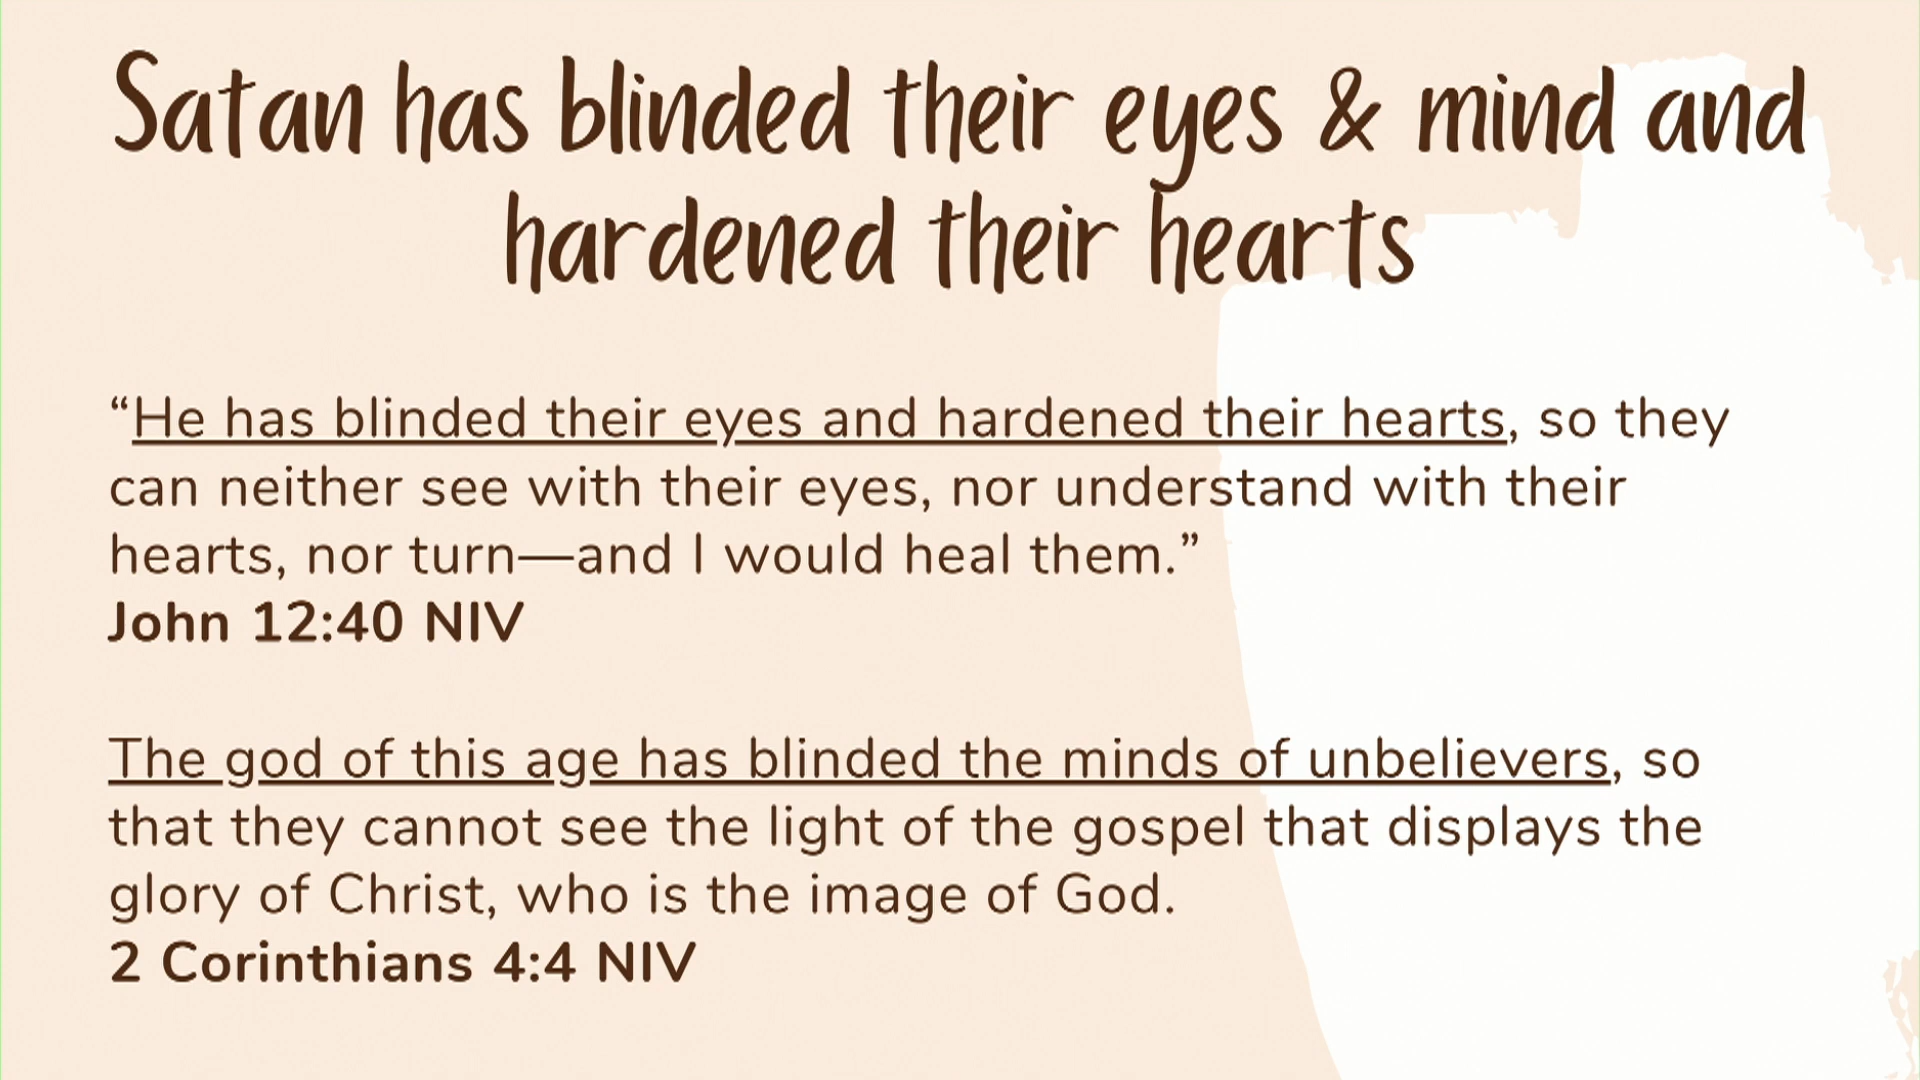 Satan has blinded their eyes & mind and
hardened their hearts
“He has blinded their eyes and hardened their hearts, so they
can neither see with their eyes, nor understand with their
hearts, nor turn—and I would heal them.”
John 12:40 NIV
The god of this age has blinded the minds of unbelievers, so
that they cannot see the light of the gospel that displays the
glory of Christ, who is the image of God.
2 Corinthians 4:4 NIV